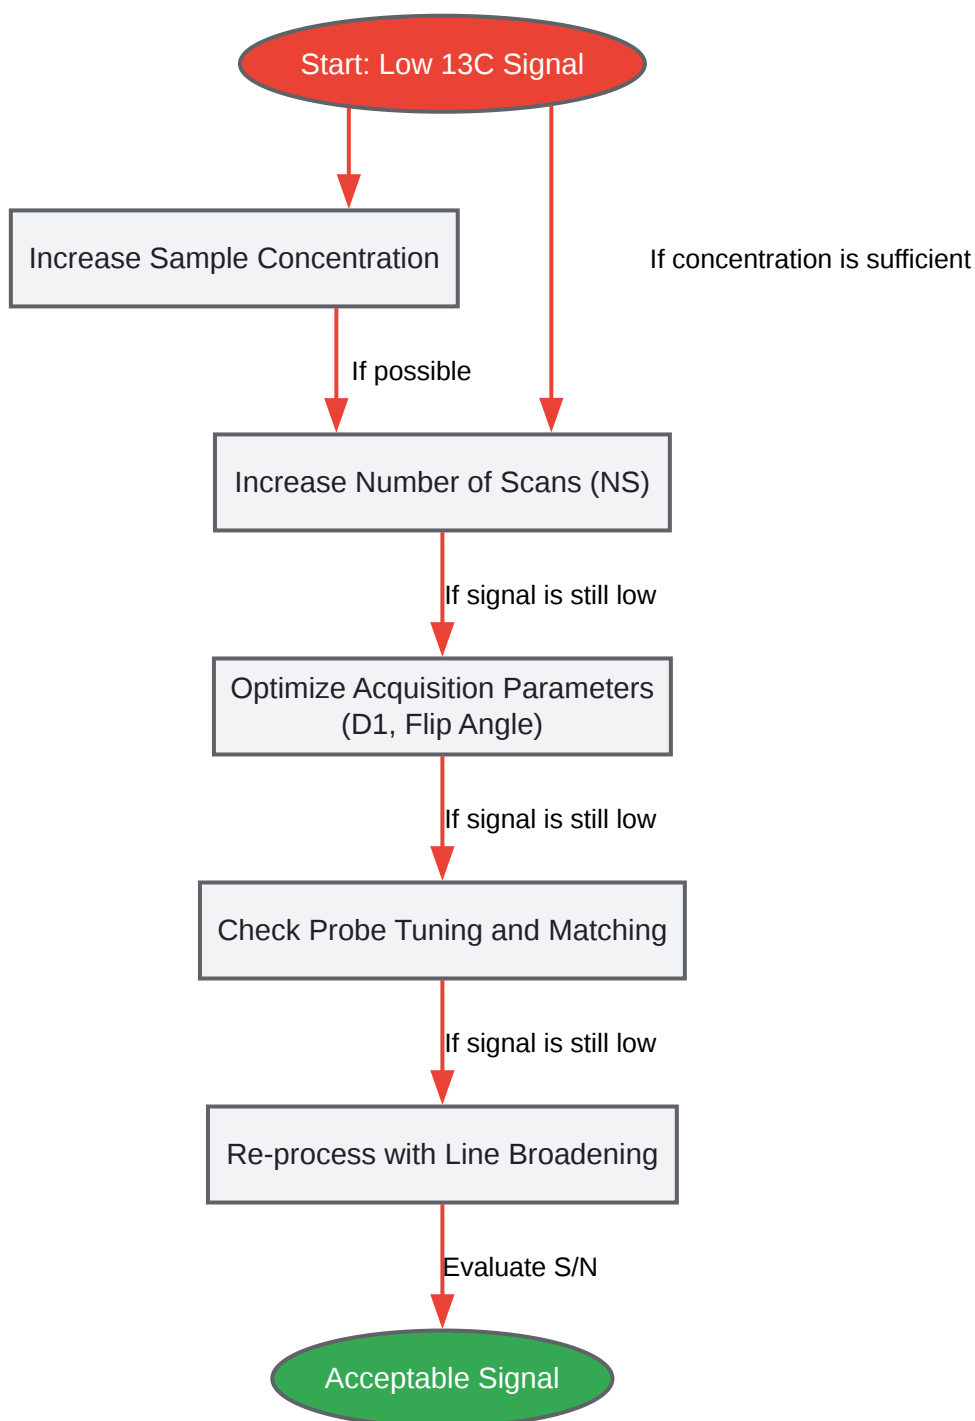 Start: Low 13C Signal
Increase Sample Concentration
If concentration is sufficient
If possible
Increase Number of Scans (NS)
If signal is still low
Optimize Acquisition Parameters
(D1, Flip Angle)
If signal is still low
Check Probe Tuning and Matching
If signal is still low
Re-process with Line Broadening
Evaluate S/N
Acceptable Signal